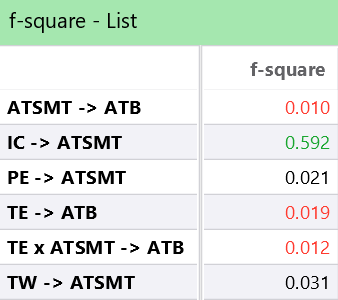 f-square - List
f-square
ATSMT -> ATB 0.010
IC -> ATSMT 0.592
PE -> ATSMT 0.021
TE -> ATB 0.019
TE x ATSMT -> ATB 0.012
TW -> ATSMT 0.031